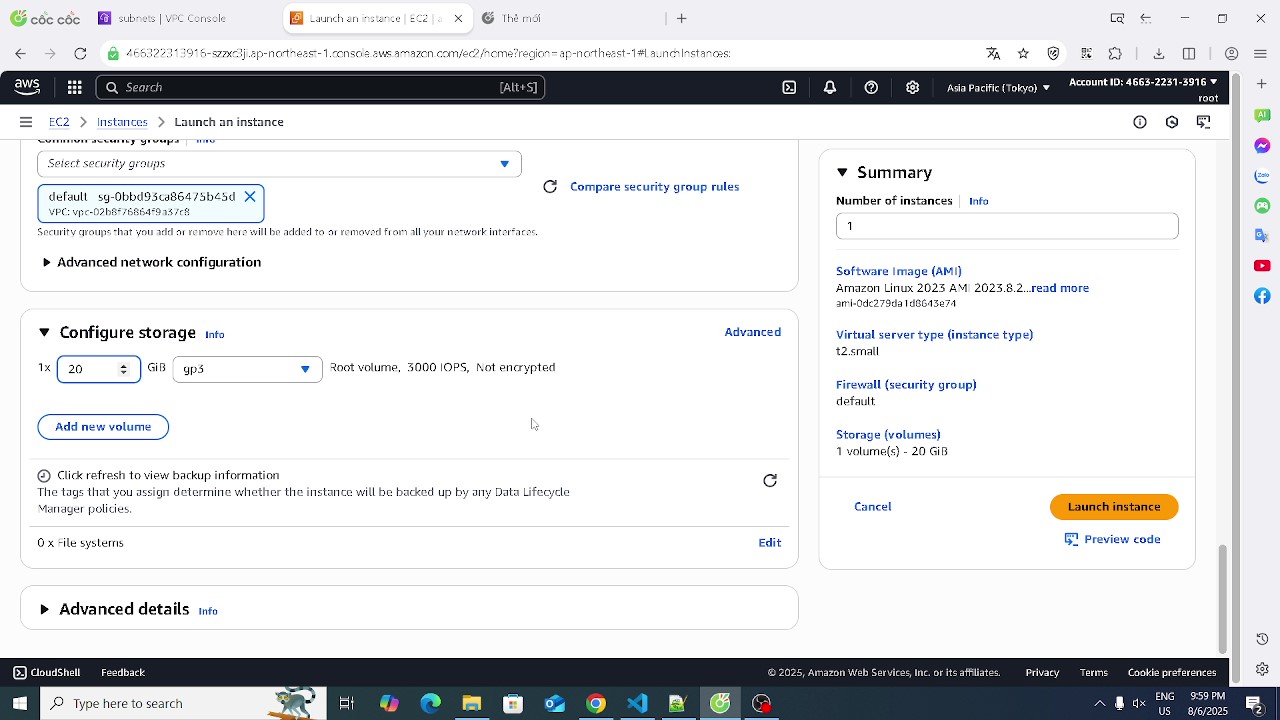 cốc cốc
subnets | VPC Console
Launch an instance | EC2 | a
Thẻ mới
466322313916-szzxc3ji.ap-northeast-1.console.aws.amazon.com/ec2/home?region=ap-northeast-1#LaunchInstances:
aws
Search
[Alt+S]
Asia Pacific (Tokyo)
Account ID: 4663-2231-3916
root
EC2
Instances
Launch an instance
Common security groups
Info
Select security groups
default sg-0bbd93ca86475b45d
VPC: vpc-02b8f76864f9a37c8
Compare security group rules
Security groups that you add or remove here will be added to or removed from all your network interfaces.
Advanced network configuration
Configure storage Info
Advanced
1x 20 GiB gp3 Root volume, 3000 IOPS, Not encrypted
Add new volume
Click refresh to view backup information
The tags that you assign determine whether the instance will be backed up by any Data Lifecycle
Manager policies.
0 x File systems
Edit
Advanced details Info
Summary
Number of instances Info
1
Software Image (AMI)
Amazon Linux 2023 AMI 2023.8.2...read more
ami-0dc279da1d8643e74
Virtual server type (instance type)
t2.small
Firewall (security group)
default
Storage (volumes)
1 volume(s) - 20 GiB
Cancel
Launch instance
Preview code
CloudShell
Feedback
© 2025, Amazon Web Services, Inc. or its affiliates.
Privacy
Terms
Cookie preferences
Type here to search
ENG
US
9:59 PM
8/6/2025
AI
Zalo
2